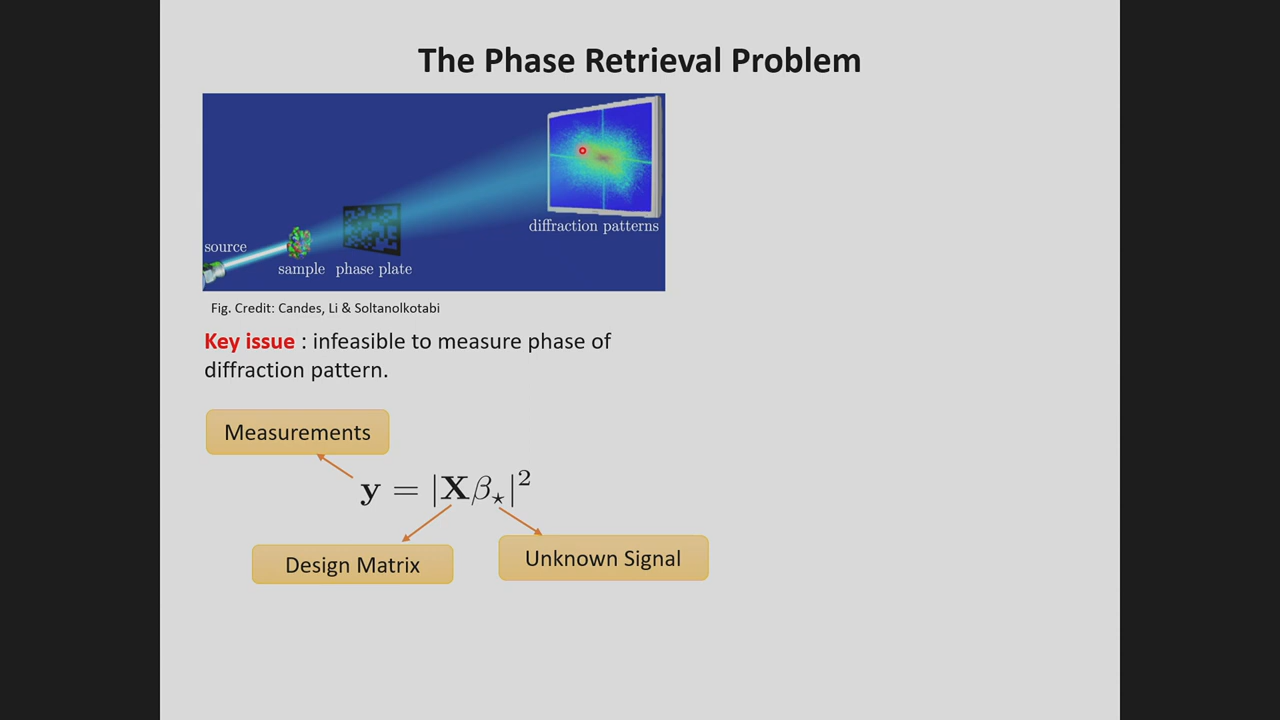 The Phase Retrieval Problem
source
sample
phase plate
diffraction patterns
Fig. Credit: Candes, Li & Soltanolkotabi
Key issue : infeasible to measure phase of
diffraction pattern.
Measurements
𝐲 = |𝐗β⋆|²
Design Matrix
Unknown Signal